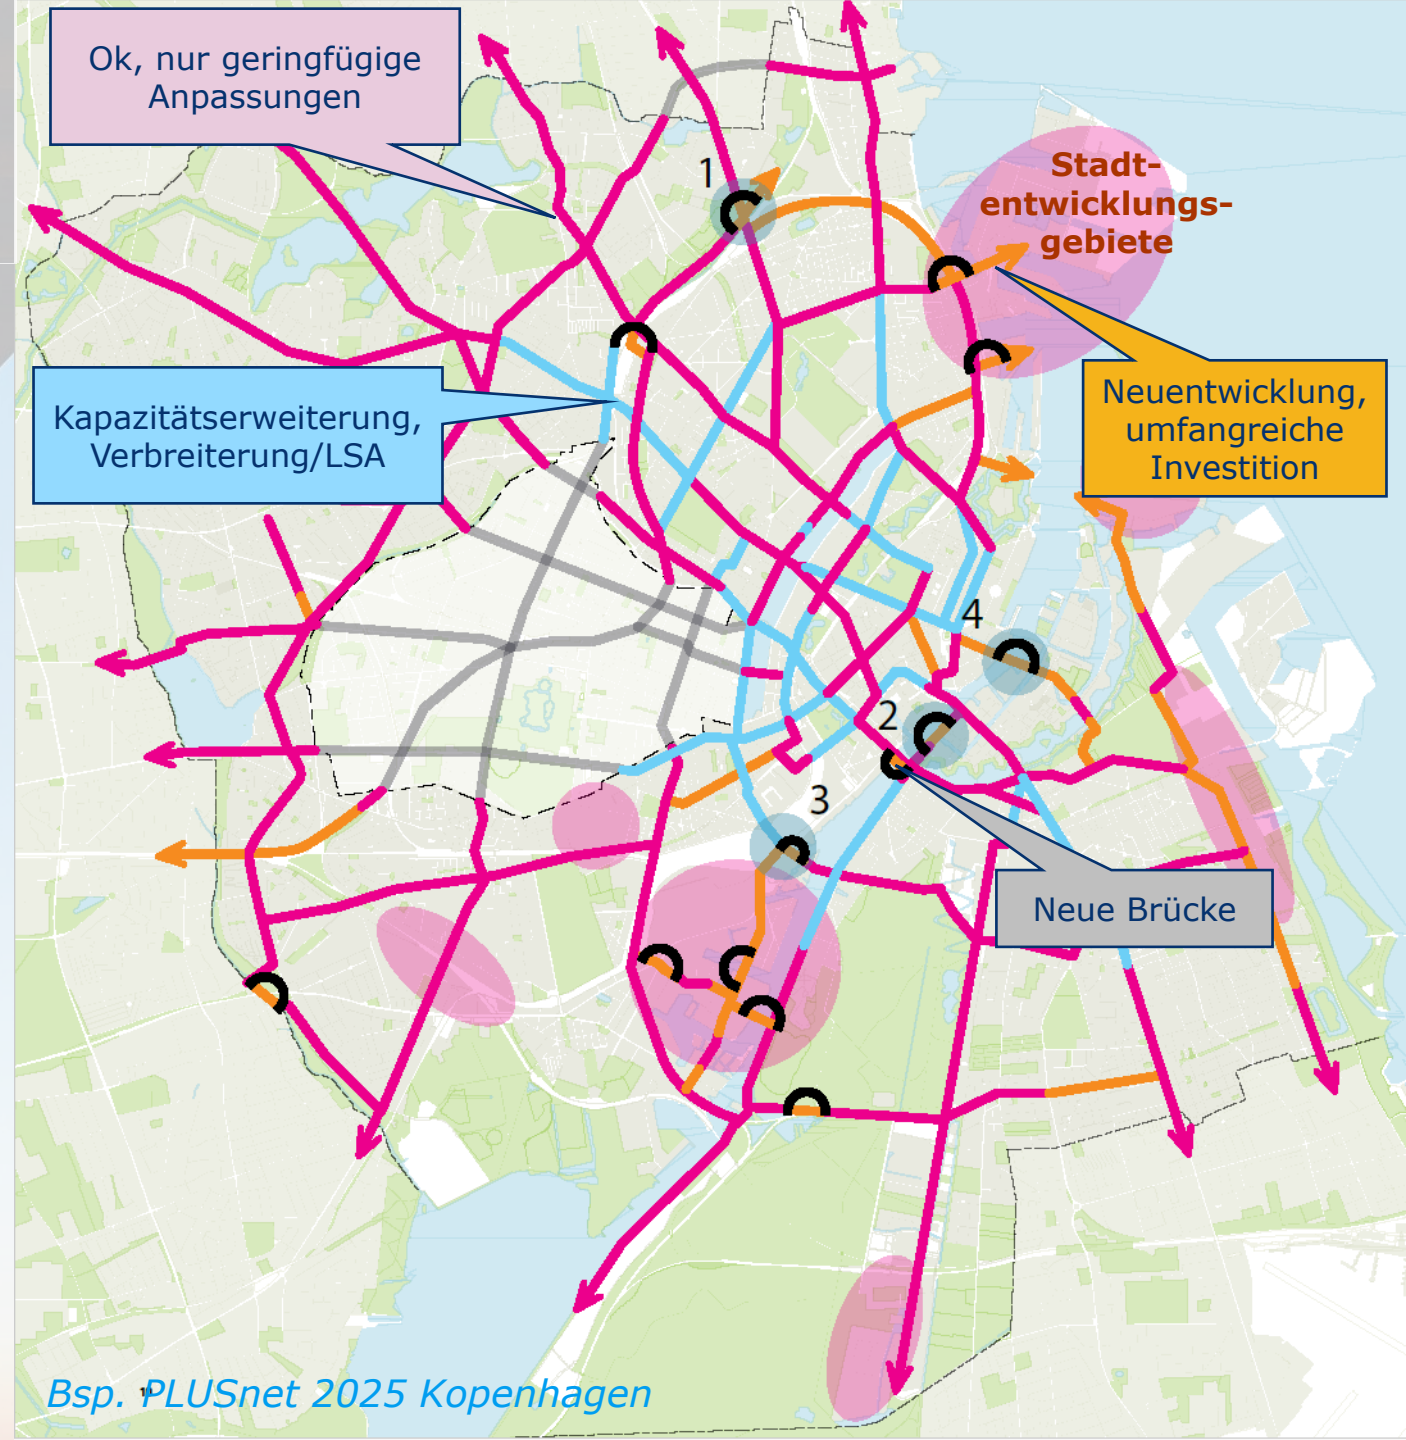 Ok, nur geringfügige
Anpassungen
1
Stadt-
entwicklungs-
gebiete
Kapazitätserweiterung,
Verbreiterung/LSA
Neuentwicklung,
umfangreiche
Investition
4
2
3
Neue Brücke
Bsp. PLUSnet 2025 Kopenhagen